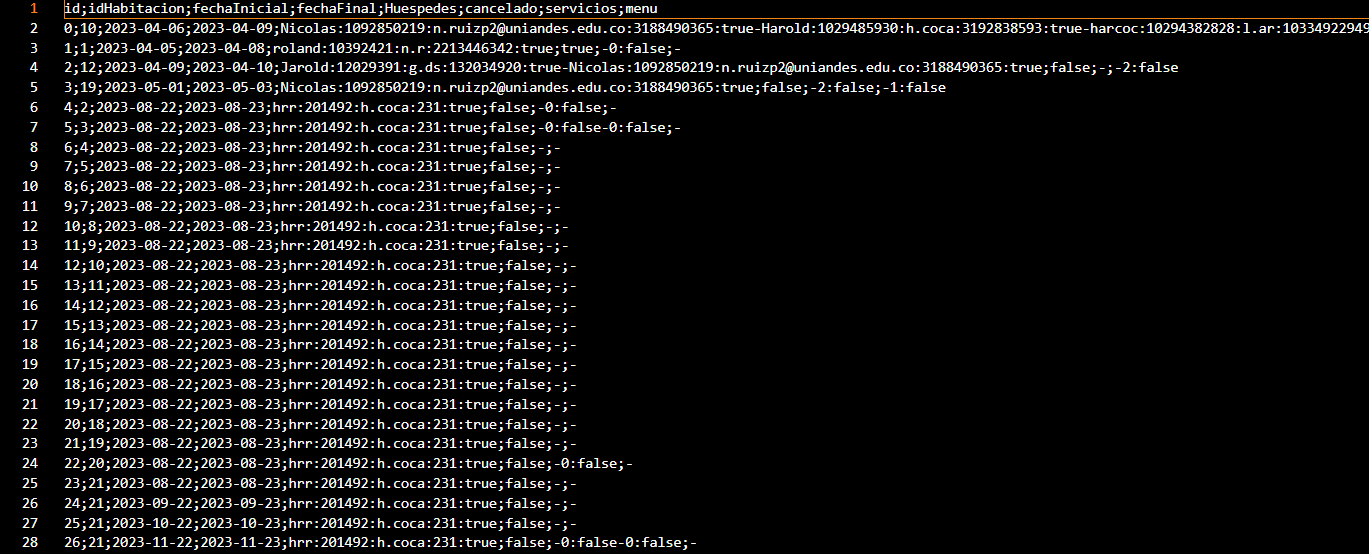 1 id;idHabitacion;fechaInicial;fechaFinal;Huespedes;cancelado;servicios;menu
2 0;10;2023-04-06;2023-04-09;Nicolas:1092850219:n.ruizp2@uniandes.edu.co:3188490365:true-Harold:1029485930:h.coca:3192838593:true-harcoc:10294382828:l.ar:10334922949
3 1;1;2023-04-05;2023-04-08;roland:10392421:n.r:2213446342:true;true;-0:false;-
4 2;12;2023-04-09;2023-04-10;Jarold:12029391:g.ds:132034920:true-Nicolas:1092850219:n.ruizp2@uniandes.edu.co:3188490365:true;false;-;-2:false
5 3;19;2023-05-01;2023-05-03;Nicolas:1092850219:n.ruizp2@uniandes.edu.co:3188490365:true;false;-2:false;-1:false
6 4;2;2023-08-22;2023-08-23;hrr:201492:h.coca:231:true;false;-0:false;-
7 5;3;2023-08-22;2023-08-23;hrr:201492:h.coca:231:true;false;-0:false-0:false;-
8 6;4;2023-08-22;2023-08-23;hrr:201492:h.coca:231:true;false;-;-
9 7;5;2023-08-22;2023-08-23;hrr:201492:h.coca:231:true;false;-;-
10 8;6;2023-08-22;2023-08-23;hrr:201492:h.coca:231:true;false;-;-
11 9;7;2023-08-22;2023-08-23;hrr:201492:h.coca:231:true;false;-;-
12 10;8;2023-08-22;2023-08-23;hrr:201492:h.coca:231:true;false;-;-
13 11;9;2023-08-22;2023-08-23;hrr:201492:h.coca:231:true;false;-;-
14 12;10;2023-08-22;2023-08-23;hrr:201492:h.coca:231:true;false;-;-
15 13;11;2023-08-22;2023-08-23;hrr:201492:h.coca:231:true;false;-;-
16 14;12;2023-08-22;2023-08-23;hrr:201492:h.coca:231:true;false;-;-
17 15;13;2023-08-22;2023-08-23;hrr:201492:h.coca:231:true;false;-;-
18 16;14;2023-08-22;2023-08-23;hrr:201492:h.coca:231:true;false;-;-
19 17;15;2023-08-22;2023-08-23;hrr:201492:h.coca:231:true;false;-;-
20 18;16;2023-08-22;2023-08-23;hrr:201492:h.coca:231:true;false;-;-
21 19;17;2023-08-22;2023-08-23;hrr:201492:h.coca:231:true;false;-;-
22 20;18;2023-08-22;2023-08-23;hrr:201492:h.coca:231:true;false;-;-
23 21;19;2023-08-22;2023-08-23;hrr:201492:h.coca:231:true;false;-;-
24 22;20;2023-08-22;2023-08-23;hrr:201492:h.coca:231:true;false;-0:false;-
25 23;21;2023-08-22;2023-08-23;hrr:201492:h.coca:231:true;false;-;-
26 24;21;2023-09-22;2023-09-23;hrr:201492:h.coca:231:true;false;-;-
27 25;21;2023-10-22;2023-10-23;hrr:201492:h.coca:231:true;false;-;-
28 26;21;2023-11-22;2023-11-23;hrr:201492:h.coca:231:true;false;-0:false-0:false;-